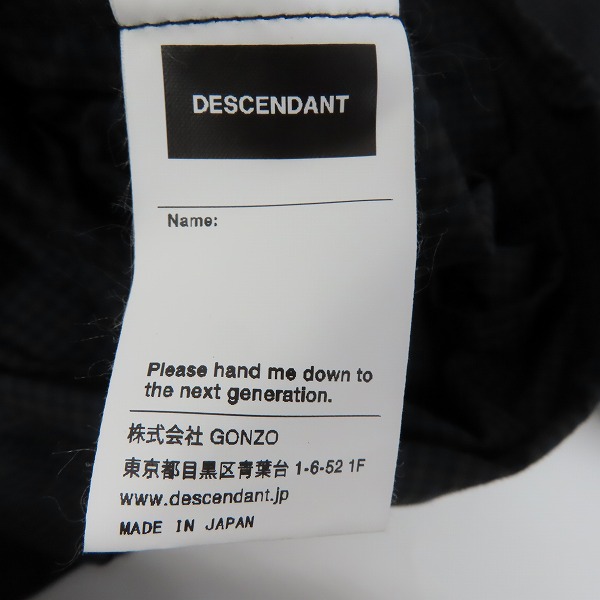 DESCENDANT
Name:
Please hand me down to
the next generation.
株式会社 GONZO
東京都目黒区青葉台 1-6-52 1F
www.descendant.jp
MADE IN JAPAN